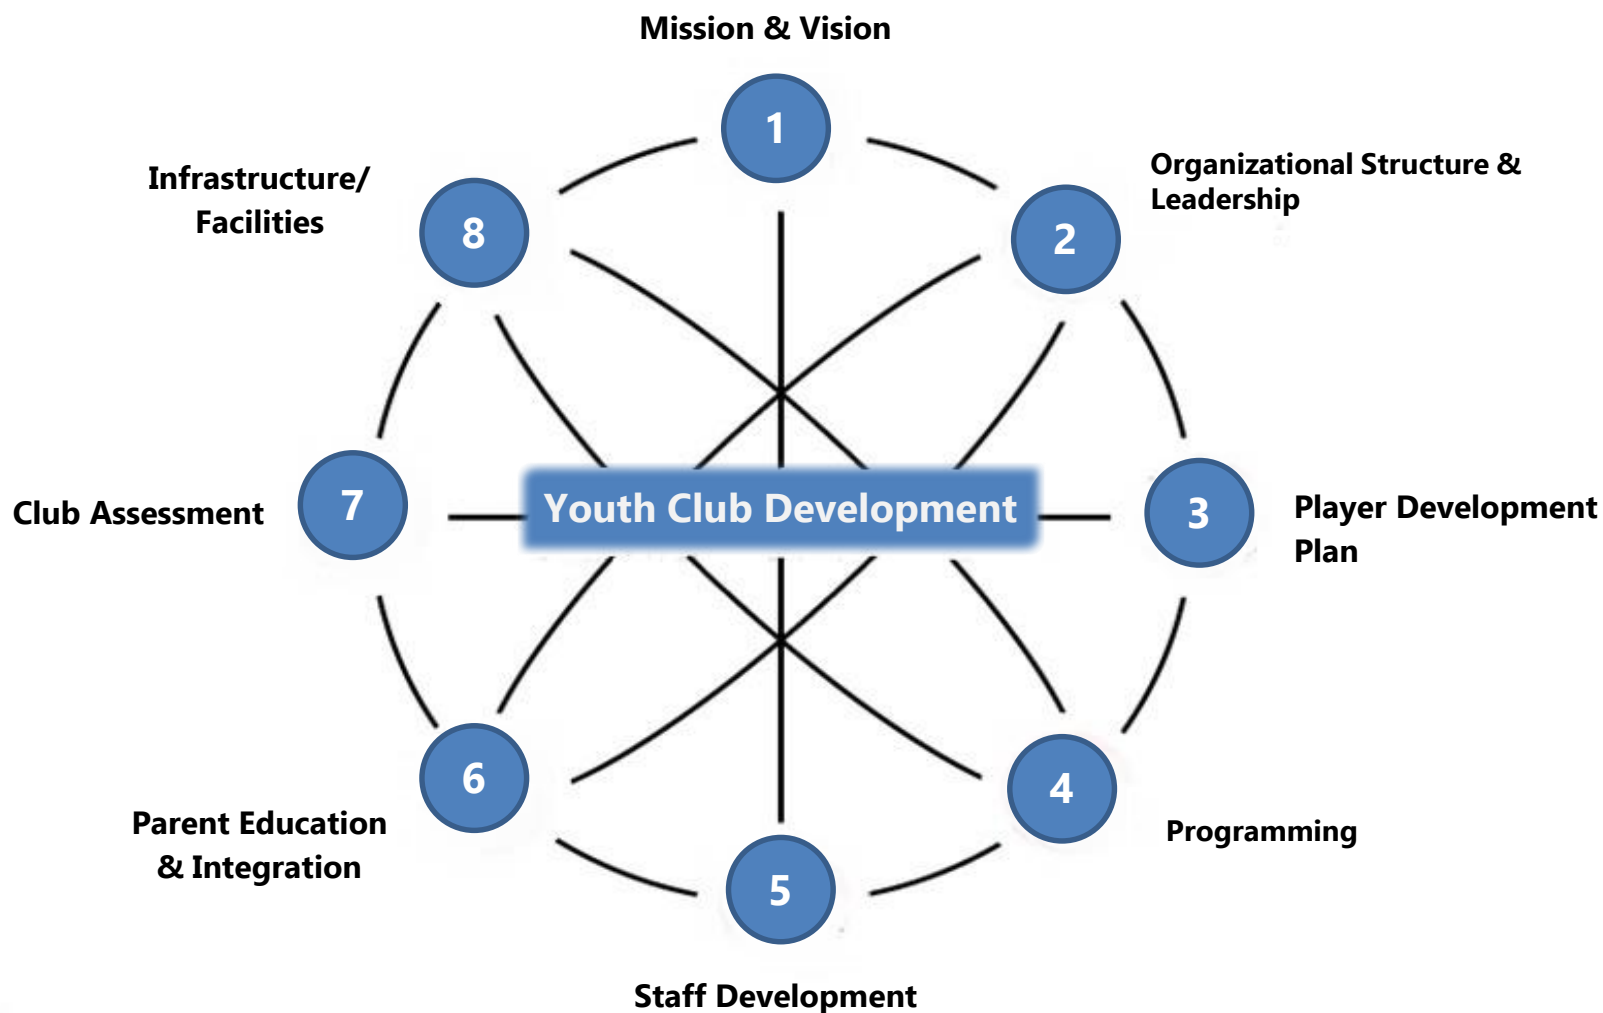 Mission & Vision
1
Organizational Structure &
Leadership
2
Infrastructure/
Facilities
8
Club Assessment
7
Youth Club Development
3
Player Development
Plan
6
Parent Education
& Integration
4
Programming
5
Staff Development